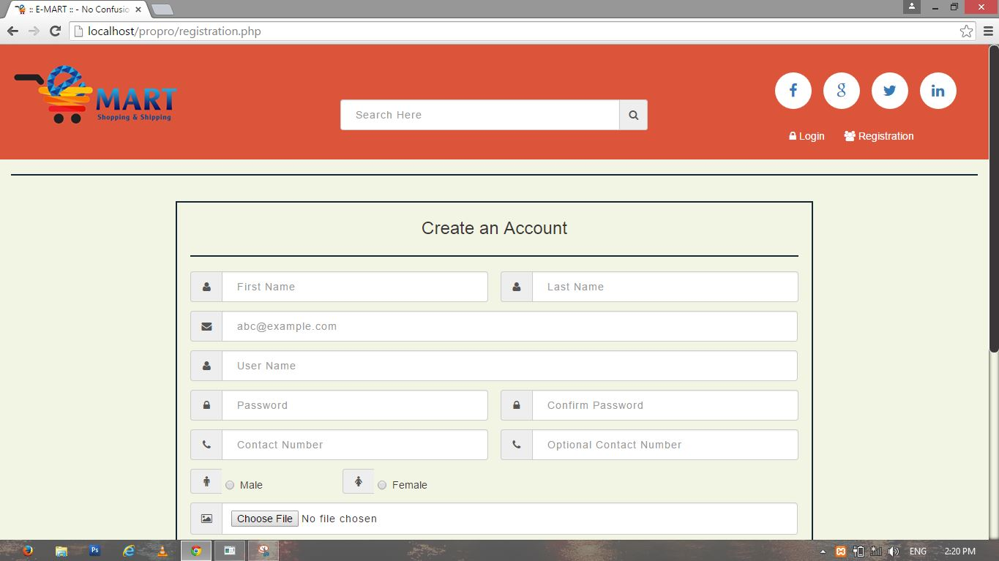 :: E-MART :: - No Confusio
localhost/propro/registration.php
e MART
Shopping & Shipping
Search Here
f g in
Login Registration
Create an Account
First Name Last Name
abc@example.com
User Name
Password Confirm Password
Contact Number Optional Contact Number
Male Female
Choose File No file chosen
Ps ENG 2:20 PM